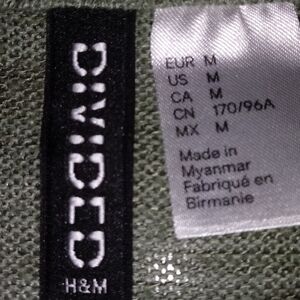 DIVIDED
H&M
EUR M
US M
CA M
CN 170/96A
MX M
Made in
Myanmar
Fabriqué en
Birmanie